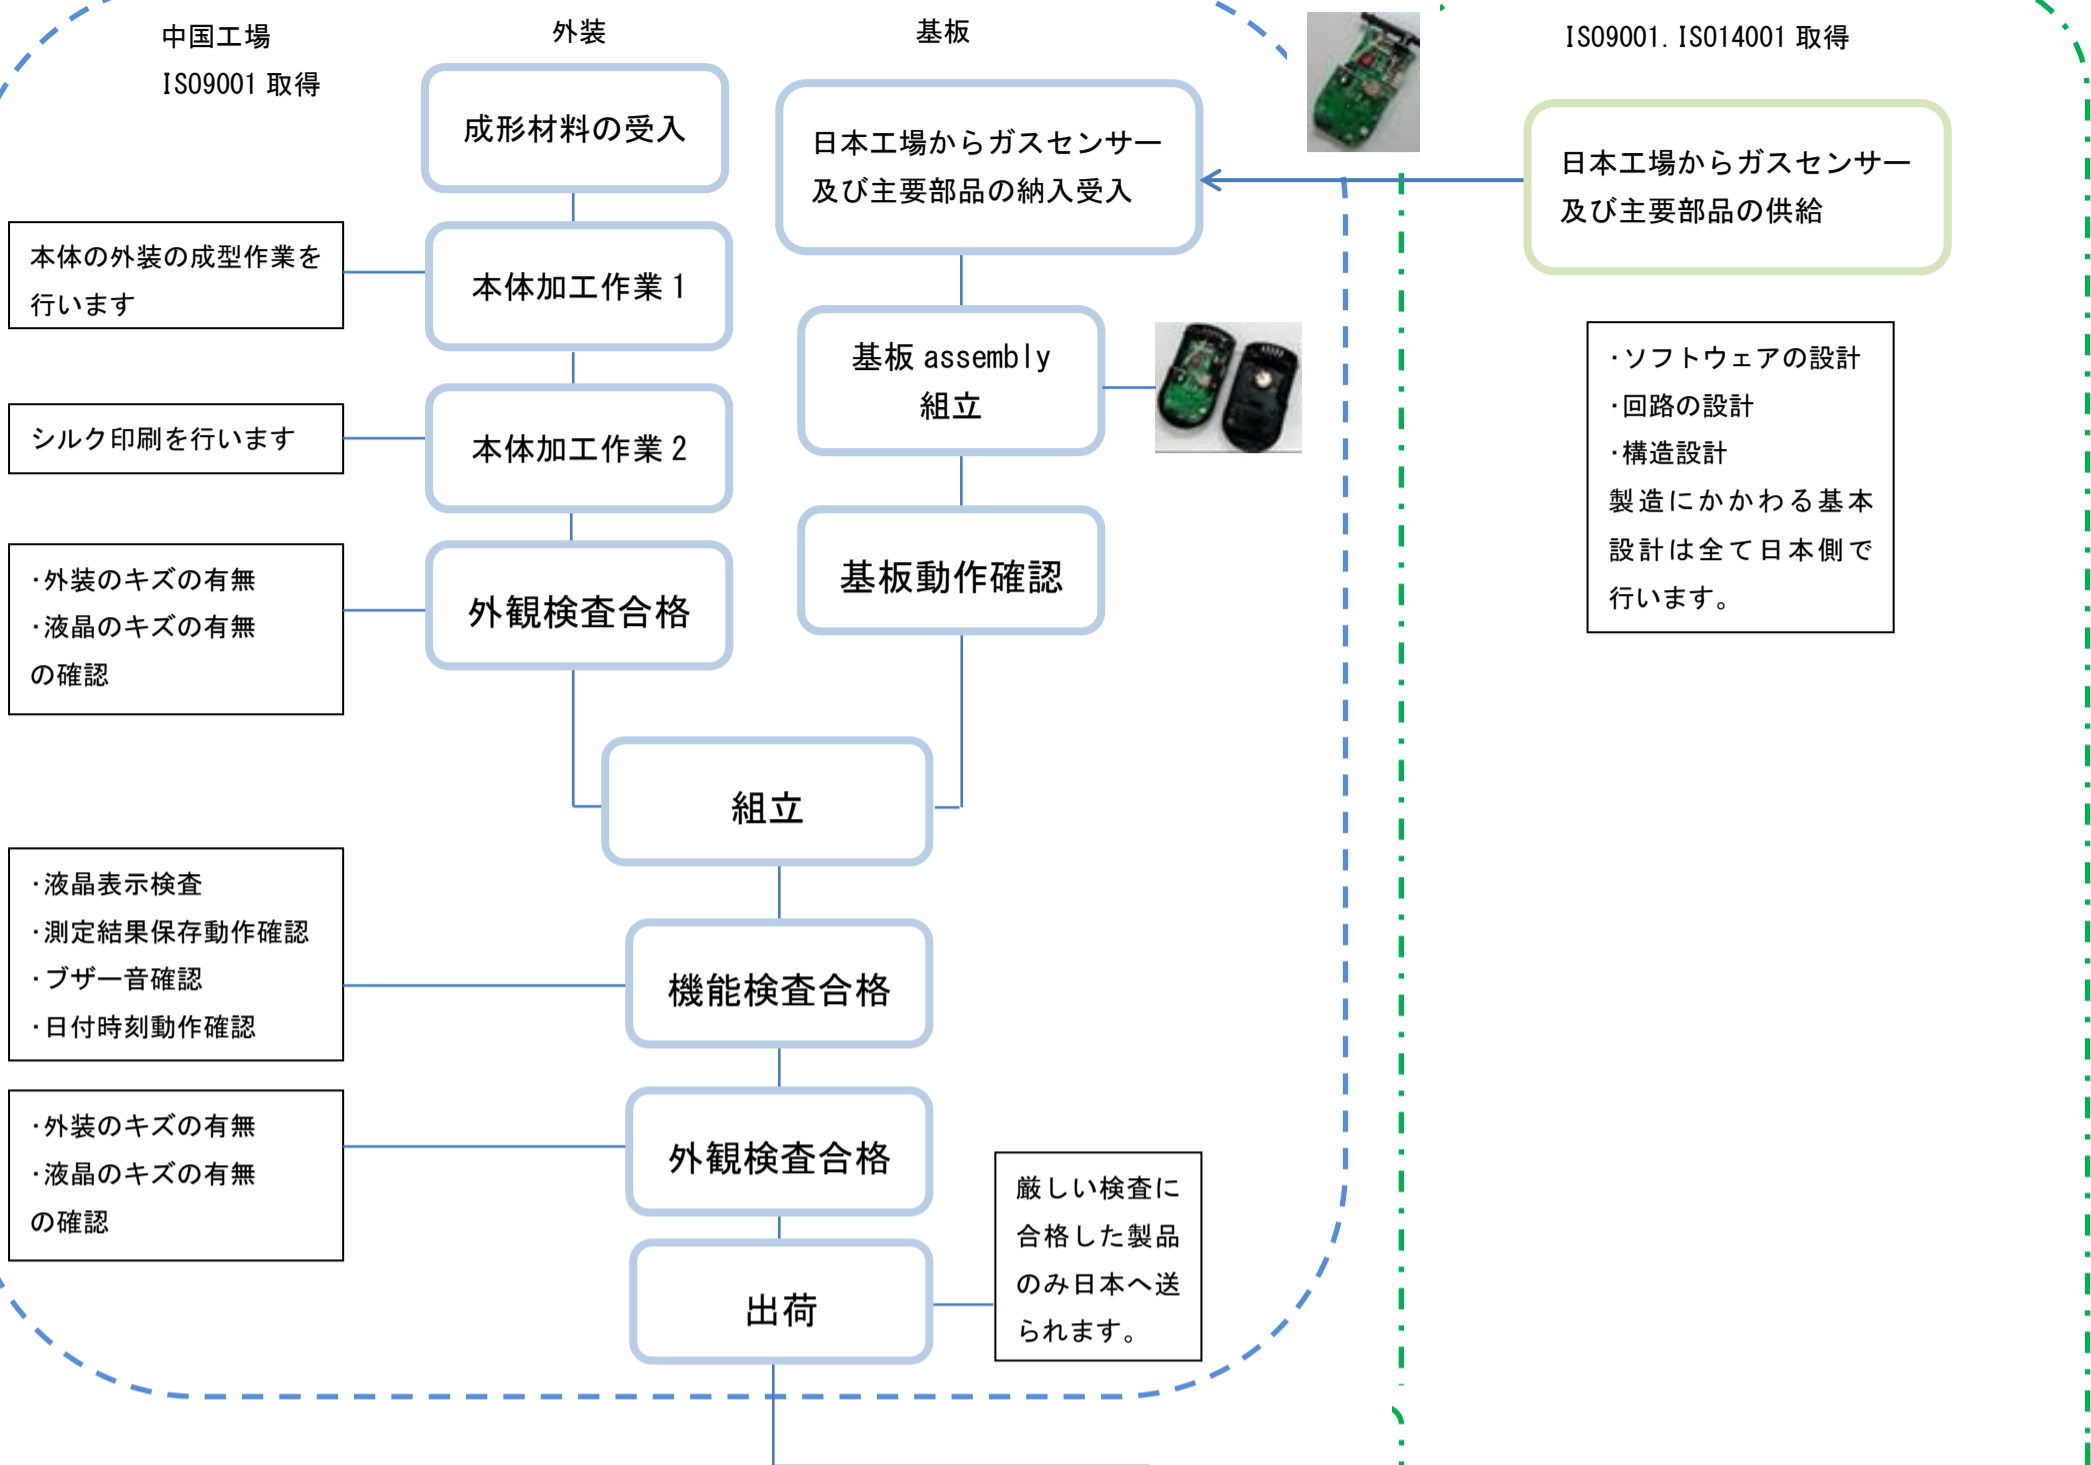 中国工場
ISO9001 取得
外装
基板
ISO9001. ISO14001 取得
成形材料の受入
日本工場からガスセンサー
及び主要部品の納入受入
日本工場からガスセンサー
及び主要部品の供給
本体の外装の成型作業を
行います
本体加工作業 1
基板 assembly
組立
・ソフトウェアの設計
・回路の設計
・構造設計
製造にかかわる基本
設計は全て日本側で
行います。
シルク印刷を行います
本体加工作業 2
・外装のキズの有無
・液晶のキズの有無
の確認
外観検査合格
基板動作確認
組立
・液晶表示検査
・測定結果保存動作確認
・ブザー音確認
・日付時刻動作確認
機能検査合格
・外装のキズの有無
・液晶のキズの有無
の確認
外観検査合格
厳しい検査に
合格した製品
のみ日本へ送
られます。
出荷